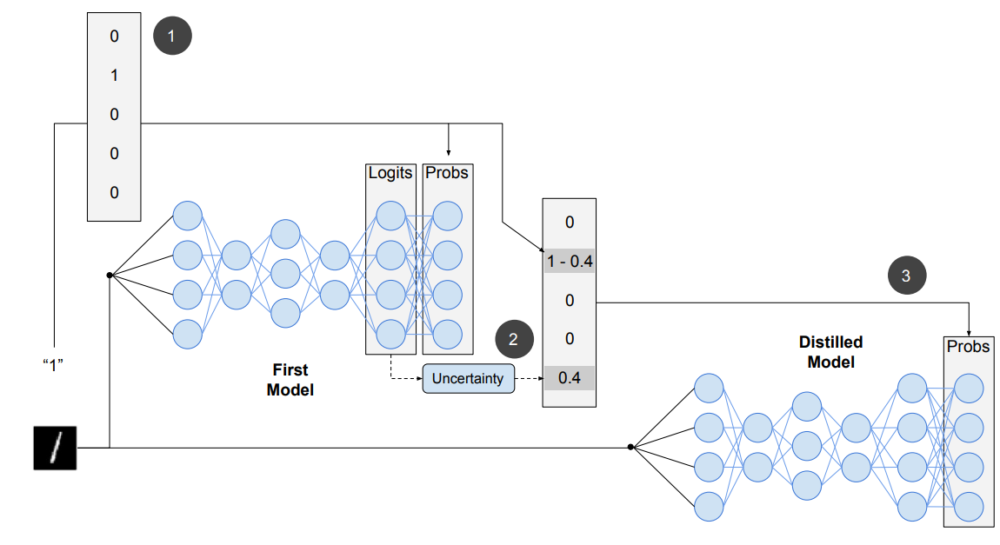 0
1
0
0
0
1
Logits
Probs
“1”
First
Model
Uncertainty
2
0
1 - 0.4
0
0
0.4
3
Distilled
Model
Probs